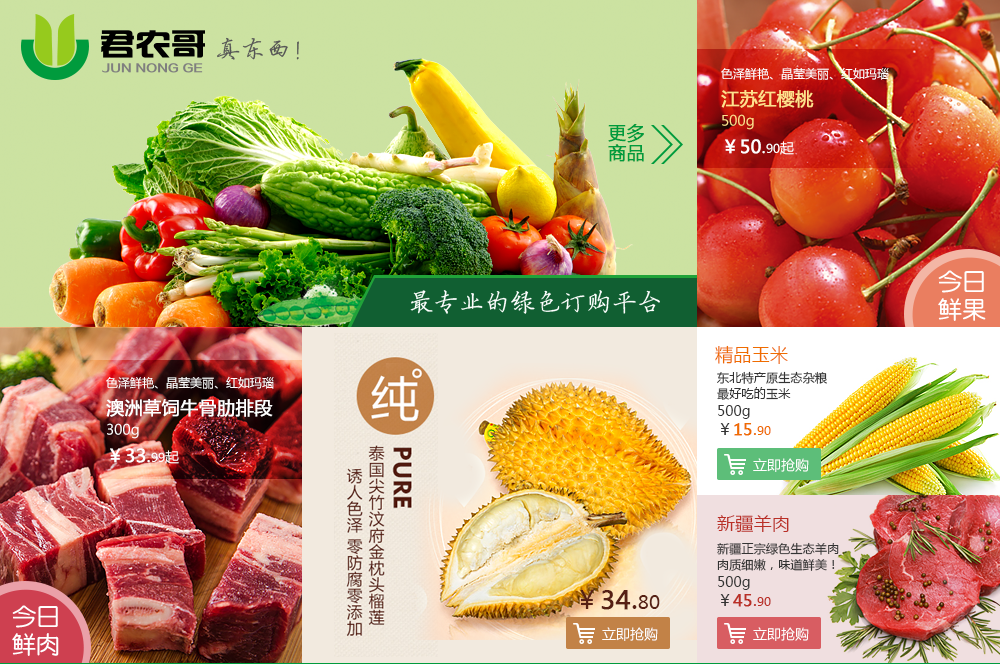 君农哥
JUN NONG GE
真东西!
更多
商品
最专业的绿色订购平台
色泽鲜艳、晶莹美丽、红如玛瑙
江苏红樱桃
500g
¥50.90起
今日
鲜果
色泽鲜艳、晶莹美丽、红如玛瑙
澳洲草饲牛骨肋排段
300g
¥33.99起
今日
鲜肉
纯
PURE
泰国尖竹汶府金枕头榴莲
诱人色泽 零防腐零添加
¥34.80
立即抢购
精品玉米
东北特产原生态杂粮
最好吃的玉米
500g
¥15.90
立即抢购
新疆羊肉
新疆正宗绿色生态羊肉
肉质细嫩，味道鲜美！
500g
¥45.90
立即抢购